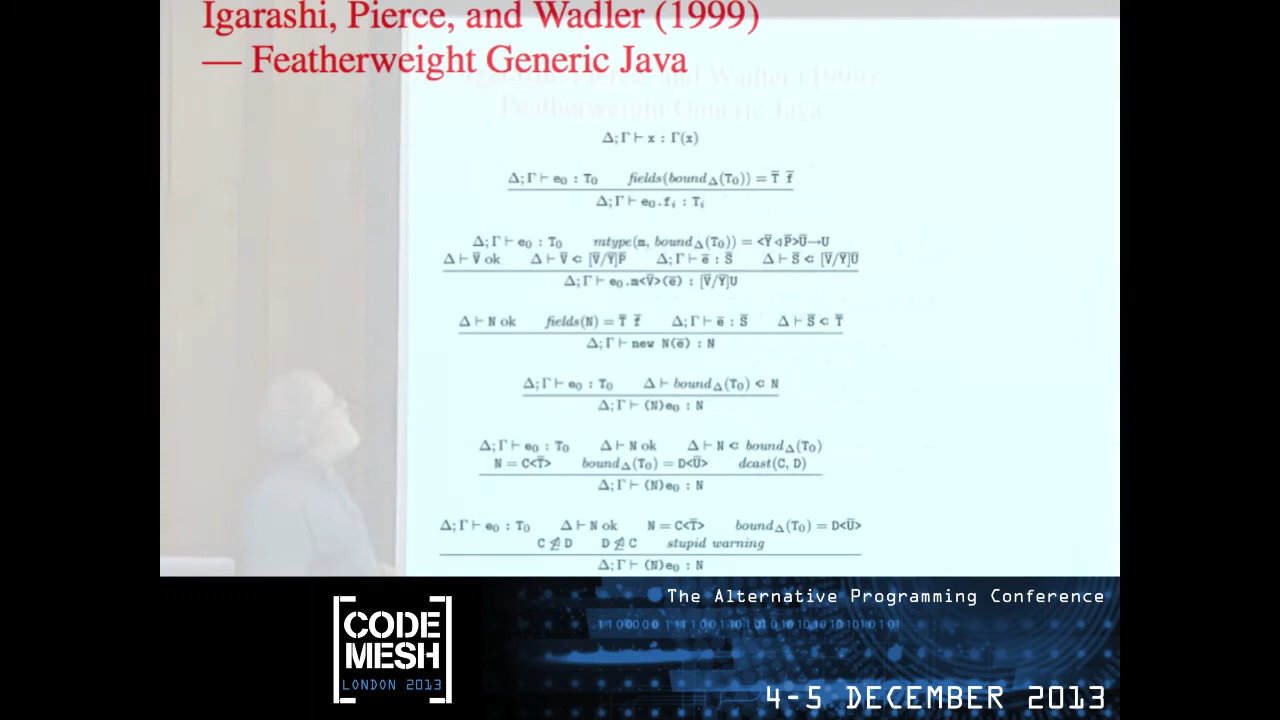 Igarashi, Pierce, and Wadler (1999)
— Featherweight Generic Java
Δ; Γ ⊢ x : Γ(x)
Δ; Γ ⊢ e₀ : T₀ fields(bound_Δ(T₀)) = T̅ f̅
Δ; Γ ⊢ e₀.fᵢ : Tᵢ
Δ; Γ ⊢ e₀ : T₀ mtype(m, bound_Δ(T₀)) = <Y̅ ◁ P̅>U̅→U
Δ ⊢ V̅ ok Δ ⊢ V̅ <: [V̅/Y̅]P̅ Δ; Γ ⊢ e̅ : S̅ Δ ⊢ S̅ <: [V̅/Y̅]U̅
Δ; Γ ⊢ e₀.m<V̅>(e̅) : [V̅/Y̅]U
Δ ⊢ N ok fields(N) = T̅ f̅ Δ; Γ ⊢ e̅ : S̅ Δ ⊢ S̅ <: T̅
Δ; Γ ⊢ new N(e̅) : N
Δ; Γ ⊢ e₀ : T₀ Δ ⊢ bound_Δ(T₀) <: N
Δ; Γ ⊢ (N)e₀ : N
Δ; Γ ⊢ e₀ : T₀ Δ ⊢ N ok Δ ⊢ N <: bound_Δ(T₀)
N = C<T̅> bound_Δ(T₀) = D<U̅> dcast(C, D)
Δ; Γ ⊢ (N)e₀ : N
Δ; Γ ⊢ e₀ : T₀ Δ ⊢ N ok N = C<T̅> bound_Δ(T₀) = D<U̅>
C ⋬ D D ⋬ C stupid warning
Δ; Γ ⊢ (N)e₀ : N
The Alternative Programming Conference
CODE
MESH
LONDON 2013
4-5 DECEMBER 2013